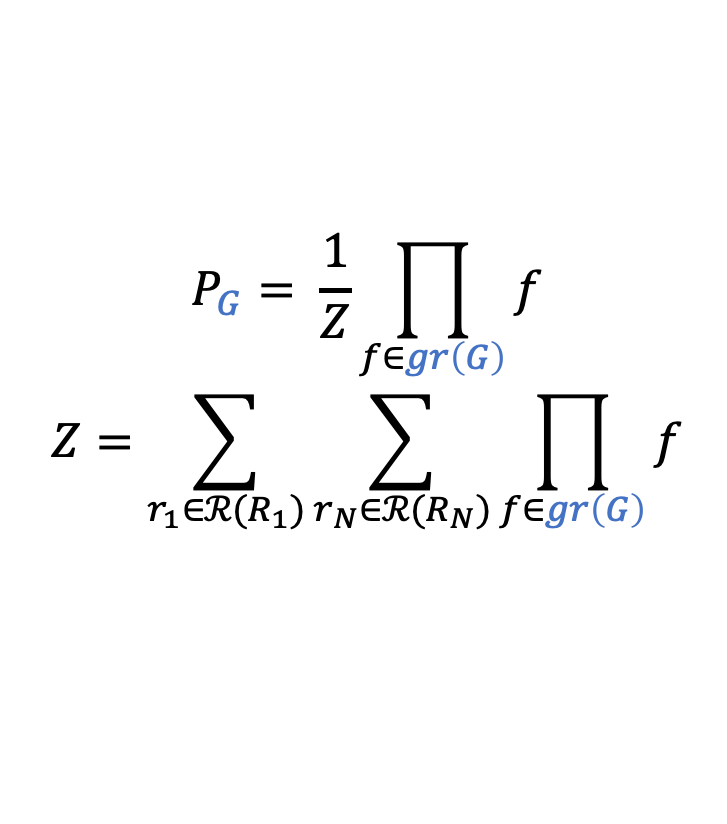 P_G = 1/Z ∏_{f∈gr(G)} f
Z = ∑_{r_1∈ℛ(R_1)} ∑_{r_N∈ℛ(R_N)} ∏_{f∈gr(G)} f